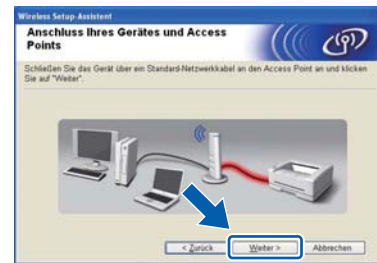 Wireless Setup-Assistent
Anschluss Ihres Gerätes und Access
Points
Schließen Sie das Gerät über ein Standard-Netzwerkkabel an den Access Point an und klicken
Sie auf "Weiter".
< Zurück Weiter > Abbrechen